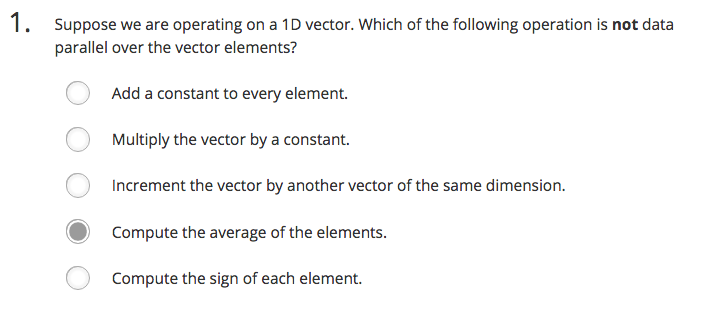 1. Suppose we are operating on a 1D vector. Which of the following operation is not data
parallel over the vector elements?
Add a constant to every element.
Multiply the vector by a constant.
Increment the vector by another vector of the same dimension.
Compute the average of the elements.
Compute the sign of each element.